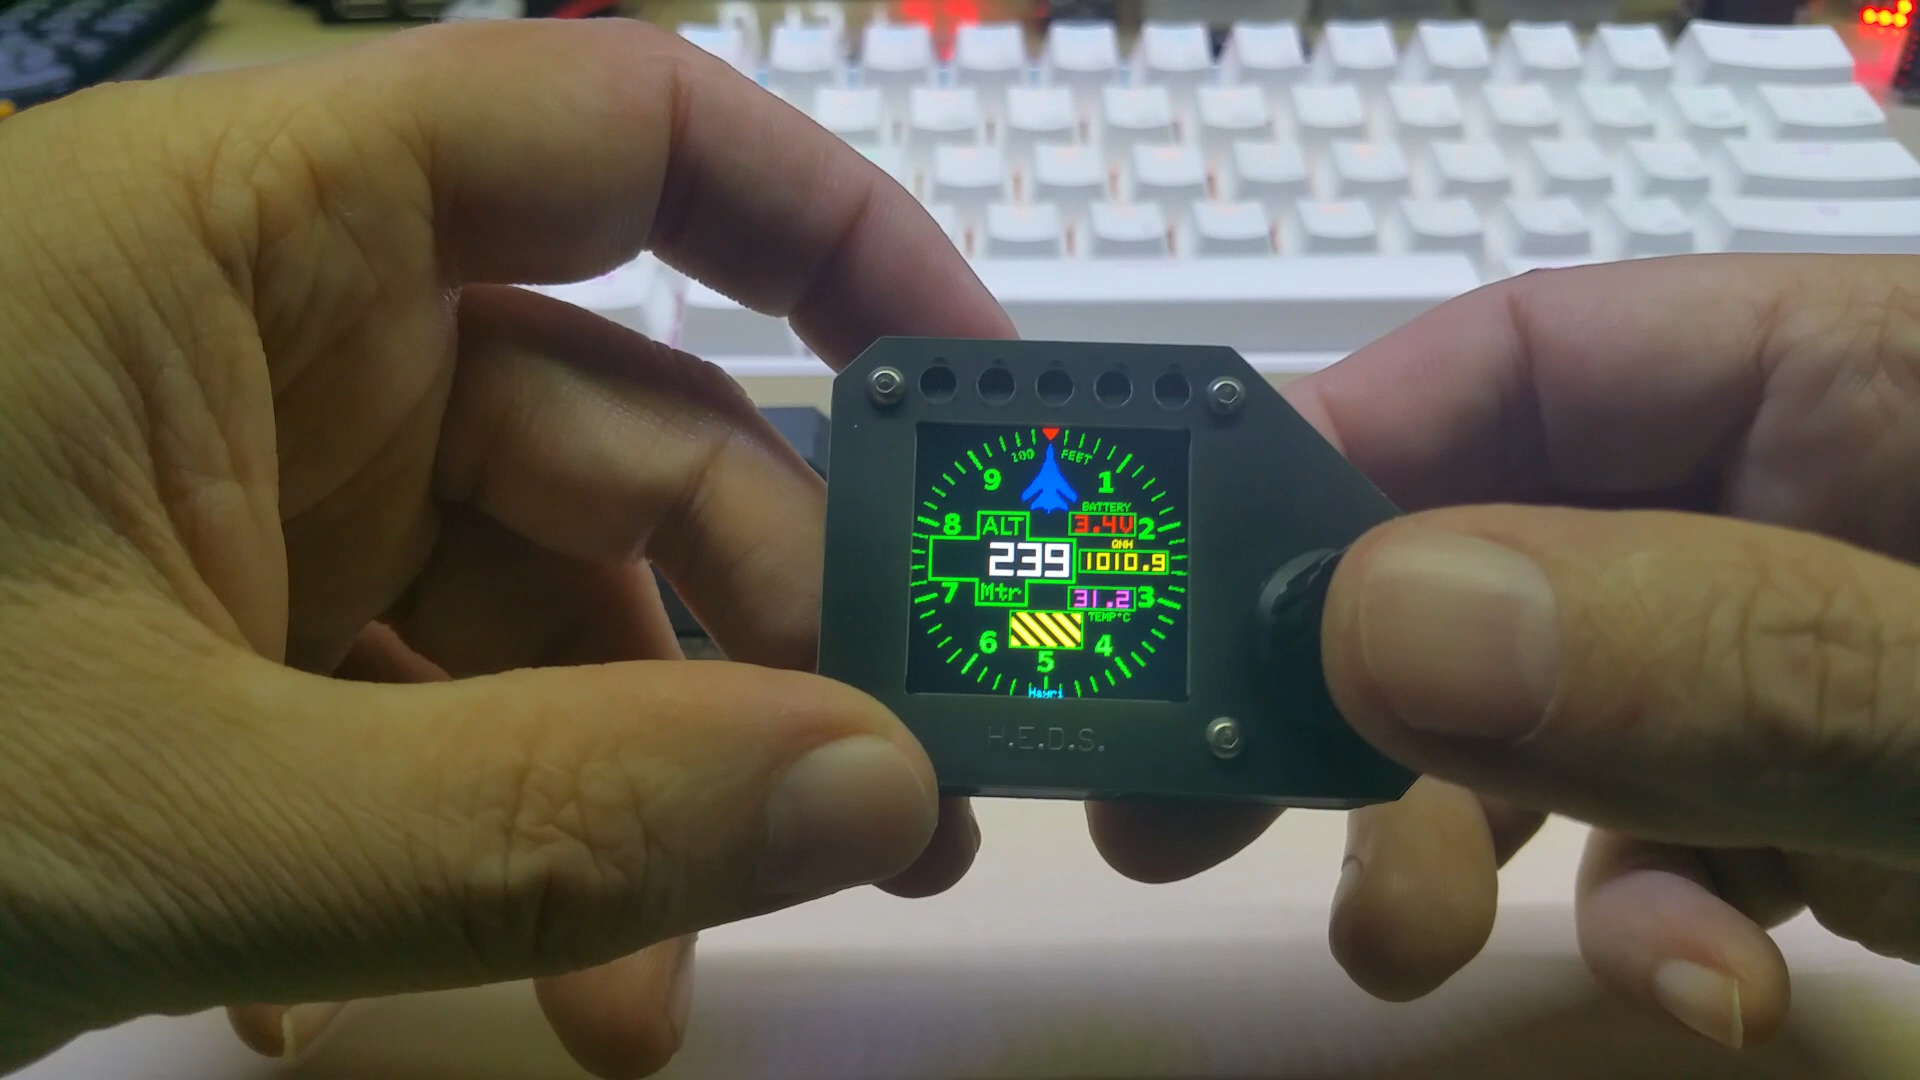 100 FEET
9 1
BATTERY
8 ALT 3.4V 2
QNH
239 1010.9
7 Mtr 31.2 3
TEMP°C
6 4
5
Hayri
H.E.D.S.